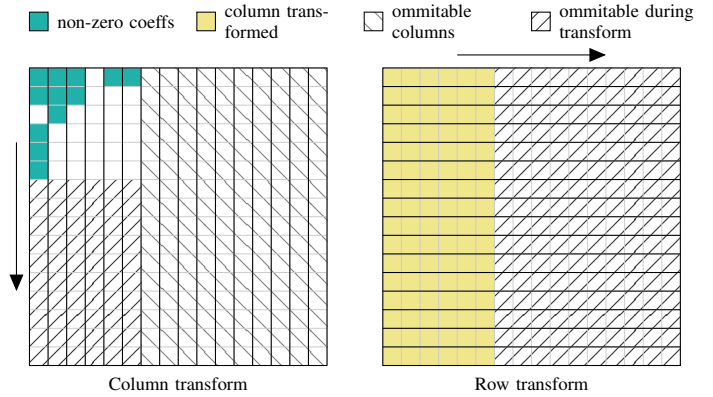 non-zero coeffs
column trans-
formed
ommitable
columns
ommitable during
transform
Column transform
Row transform